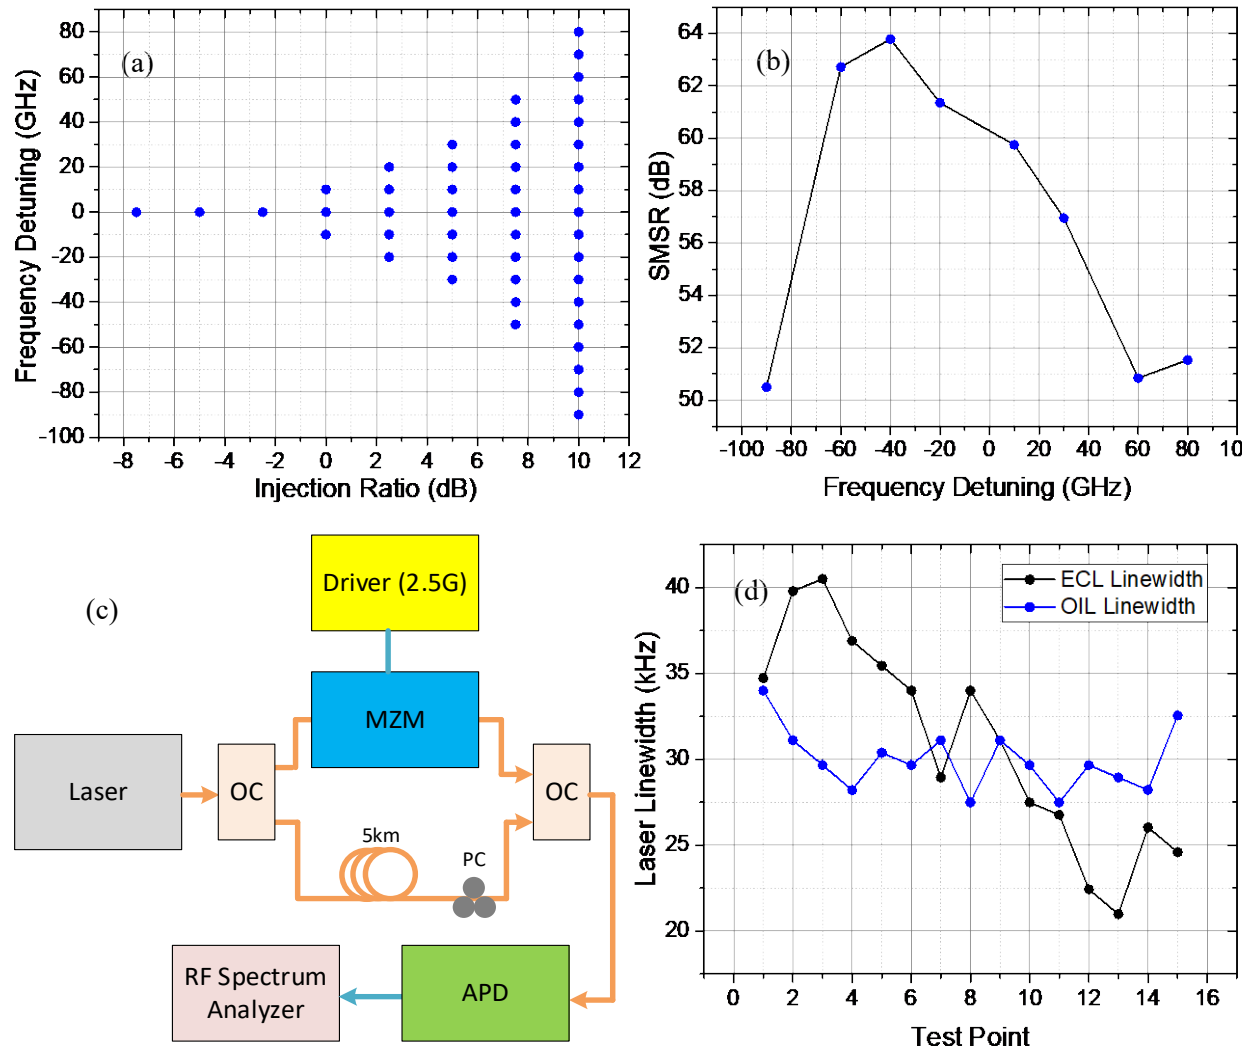 (a)
Frequency Detuning (GHz)
80
60
40
20
0
-20
-40
-60
-80
-100
-8
-6
-4
-2
0
2
4
6
8
10
12
Injection Ratio (dB)
(b)
SMSR (dB)
64
62
60
58
56
54
52
50
-100
-80
-60
-40
-20
0
20
40
60
80
100
Frequency Detuning (GHz)
(c)
Driver (2.5G)
MZM
Laser
OC
OC
5km
PC
RF Spectrum
Analyzer
APD
(d)
ECL Linewidth
OIL Linewidth
Laser Linewidth (kHz)
40
35
30
25
20
0
2
4
6
8
10
12
14
16
Test Point